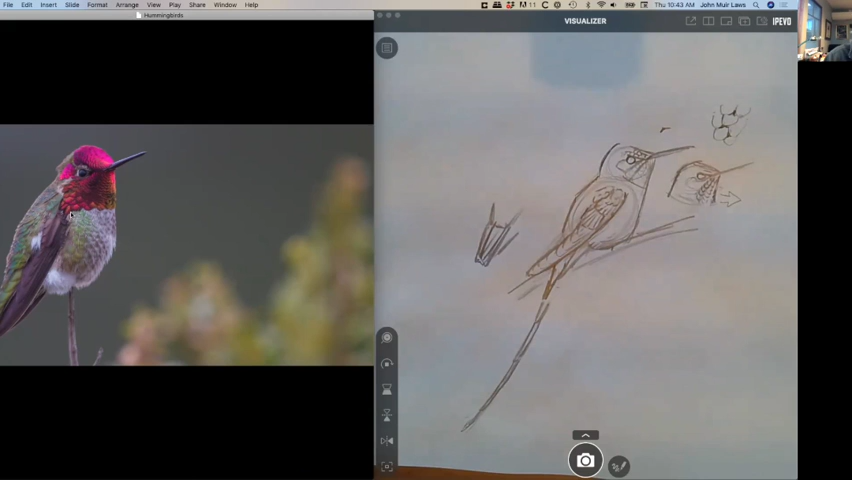 File Edit Insert Slide Format Arrange View Play Share Window Help
11
Thu 10:43 AM John Muir Laws
Hummingbirds
VISUALIZER
IPEVO